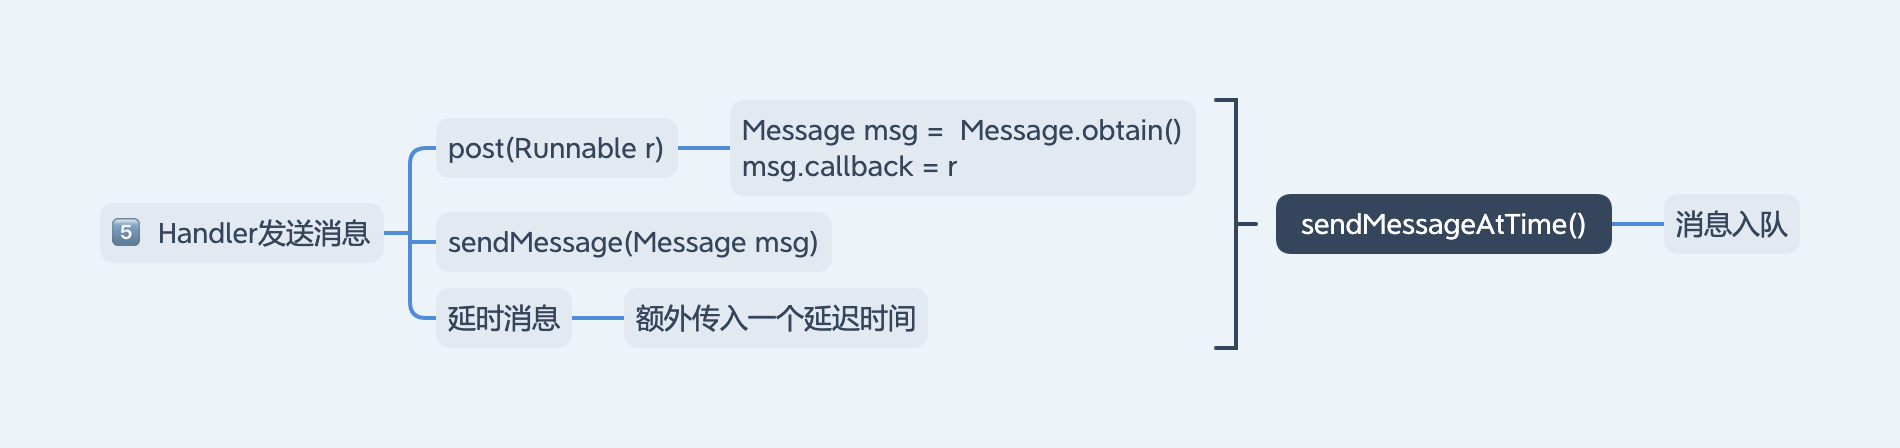 5 Handler发送消息
post(Runnable r)
Message msg =  Message.obtain()
msg.callback = r
sendMessage(Message msg)
延时消息
额外传入一个延迟时间
sendMessageAtTime()
消息入队